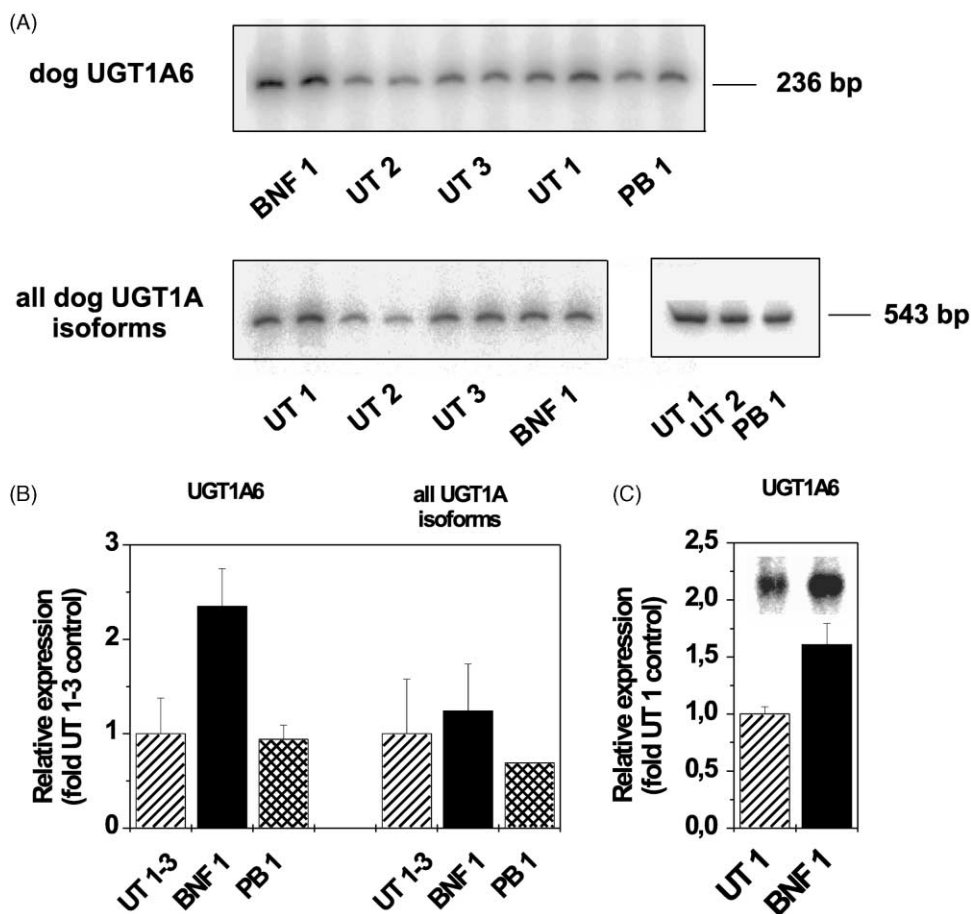 (A)
dog UGT1A6
236 bp
BNF 1 UT 2 UT 3 UT 1 PB 1
all dog UGT1A
isoforms
543 bp
UT 1 UT 2 UT 3 BNF 1
UT 1 UT 2 PB 1
(B)
UGT1A6
all UGT1A
isoforms
Relative expression
(fold UT 1-3 control)
3
2
1
0
UT 1-3 BNF 1 PB 1
UT 1-3 BNF 1 PB 1
(C)
UGT1A6
Relative expression
(fold UT 1 control)
2,5
2,0
1,5
1,0
0,5
0,0
UT 1 BNF 1